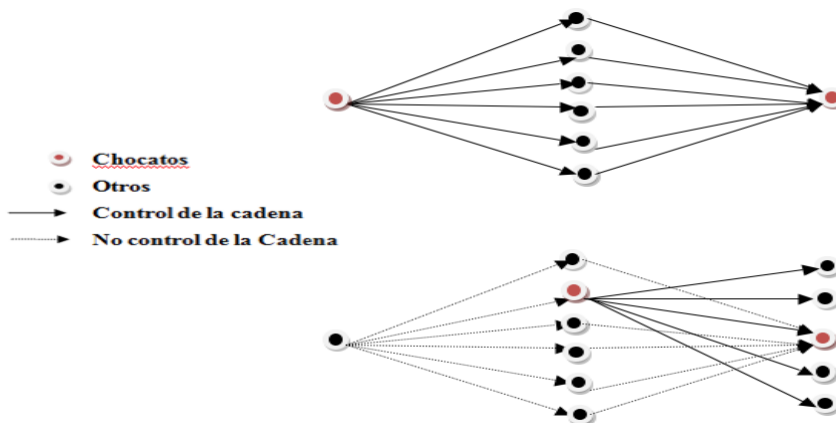 Chocatos
Otros
Control de la cadena
No control de la Cadena